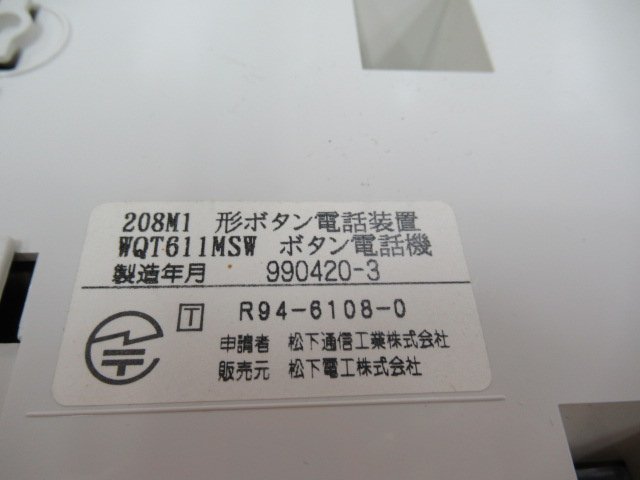 208M1 形ボタン電話装置
WQT611MSW ボタン電話機
製造年月 990420-3
T R94-6108-0
申請者 松下通信工業株式会社
販売元 松下電工株式会社